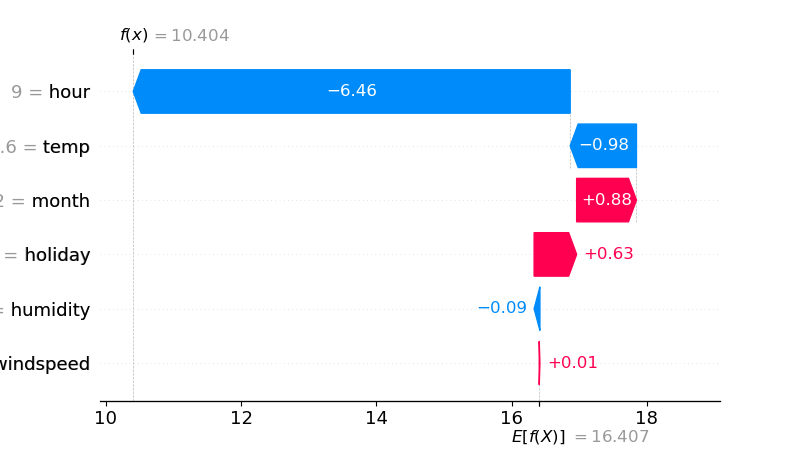 f(x) = 10.404
9 = hour
−6.46
.6 = temp
−0.98
= month
+0.88
= holiday
+0.63
= humidity
−0.09
windspeed
+0.01
10 12 14 16 18
E[f(X)] = 16.407